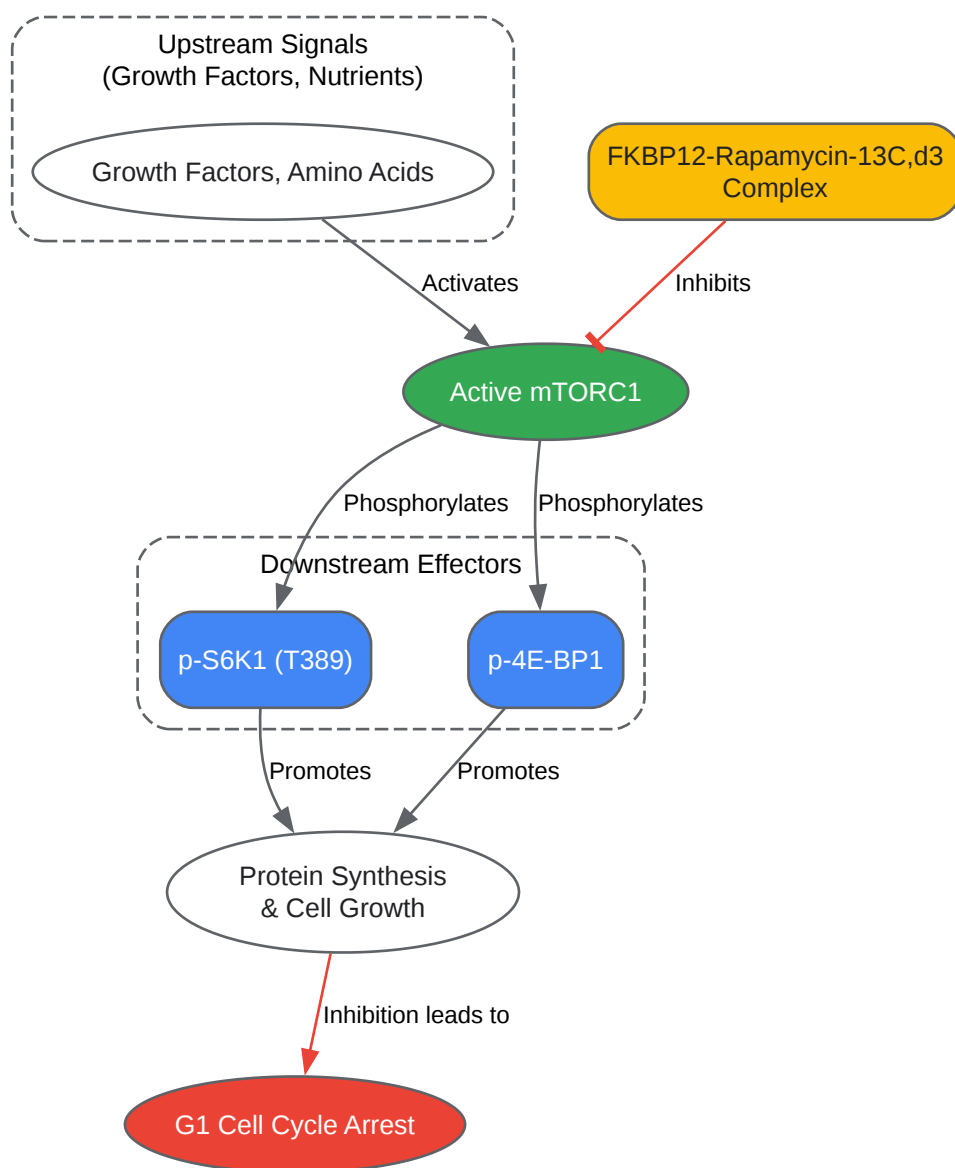 Upstream Signals
(Growth Factors, Nutrients)
Growth Factors, Amino Acids
FKBP12-Rapamycin-13C,d3
Complex
Activates
Inhibits
Active mTORC1
Phosphorylates
Phosphorylates
Downstream Effectors
p-S6K1 (T389)
p-4E-BP1
Promotes
Promotes
Protein Synthesis
& Cell Growth
Inhibition leads to
G1 Cell Cycle Arrest